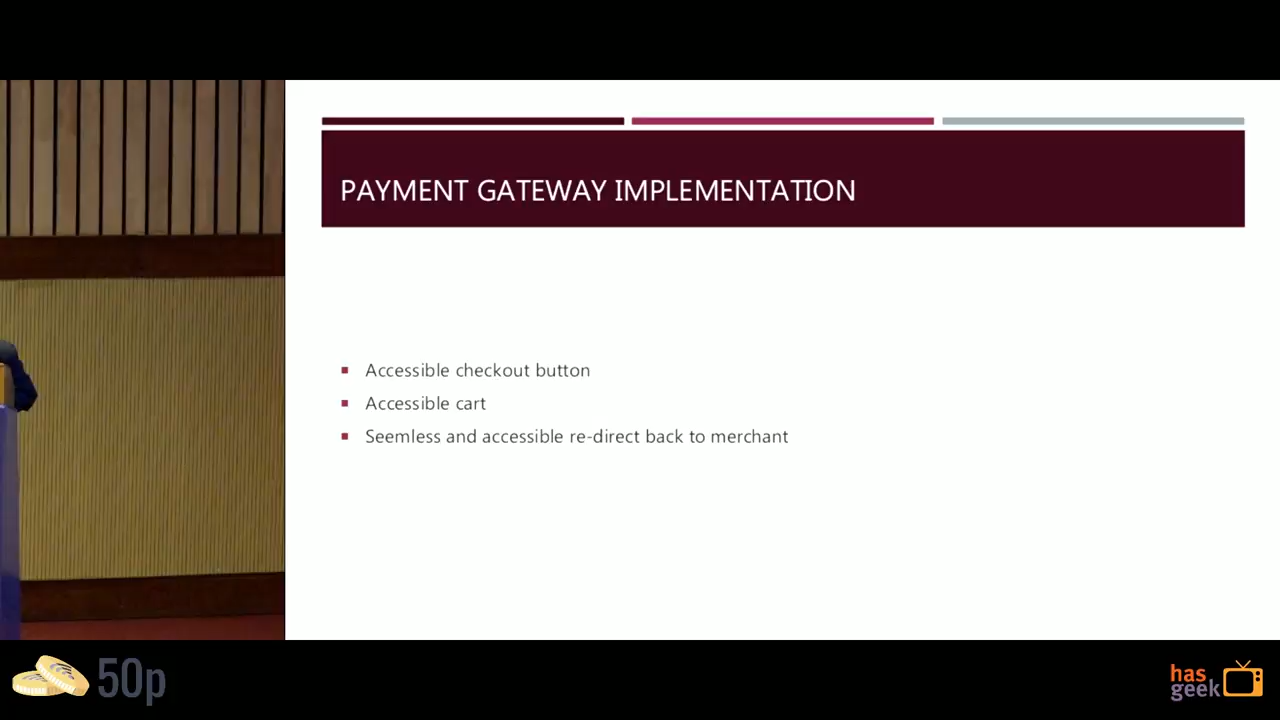 PAYMENT GATEWAY IMPLEMENTATION
Accessible checkout button
Accessible cart
Seemless and accessible re-direct back to merchant
50p
has
geek